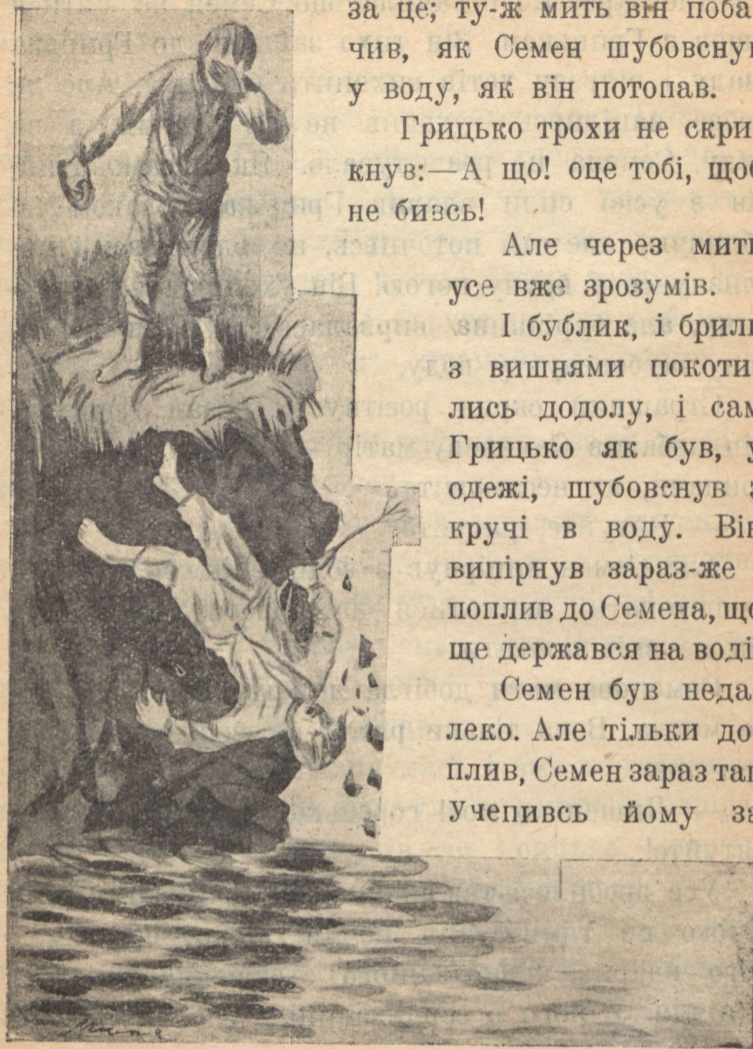 за це; ту-ж мить він поба
чив, як Семен шубовснув
у воду, як він потопав.
Грицько трохи не скри
кнув:—А що! оце тобі, щоб
не бивсь!
Але через мить
усе вже зрозумів.
І бублик, і бриль
з вишнями покоти
лись додолу, і сам
Грицько як був, у
одежі, шубовснув з
кручі в воду. Він
випірнув зараз-же
поплив до Семена, що
ще держався на воді
Семен був неда
леко. Але тільки до
плив, Семен зараз так
Учепивсь йому за